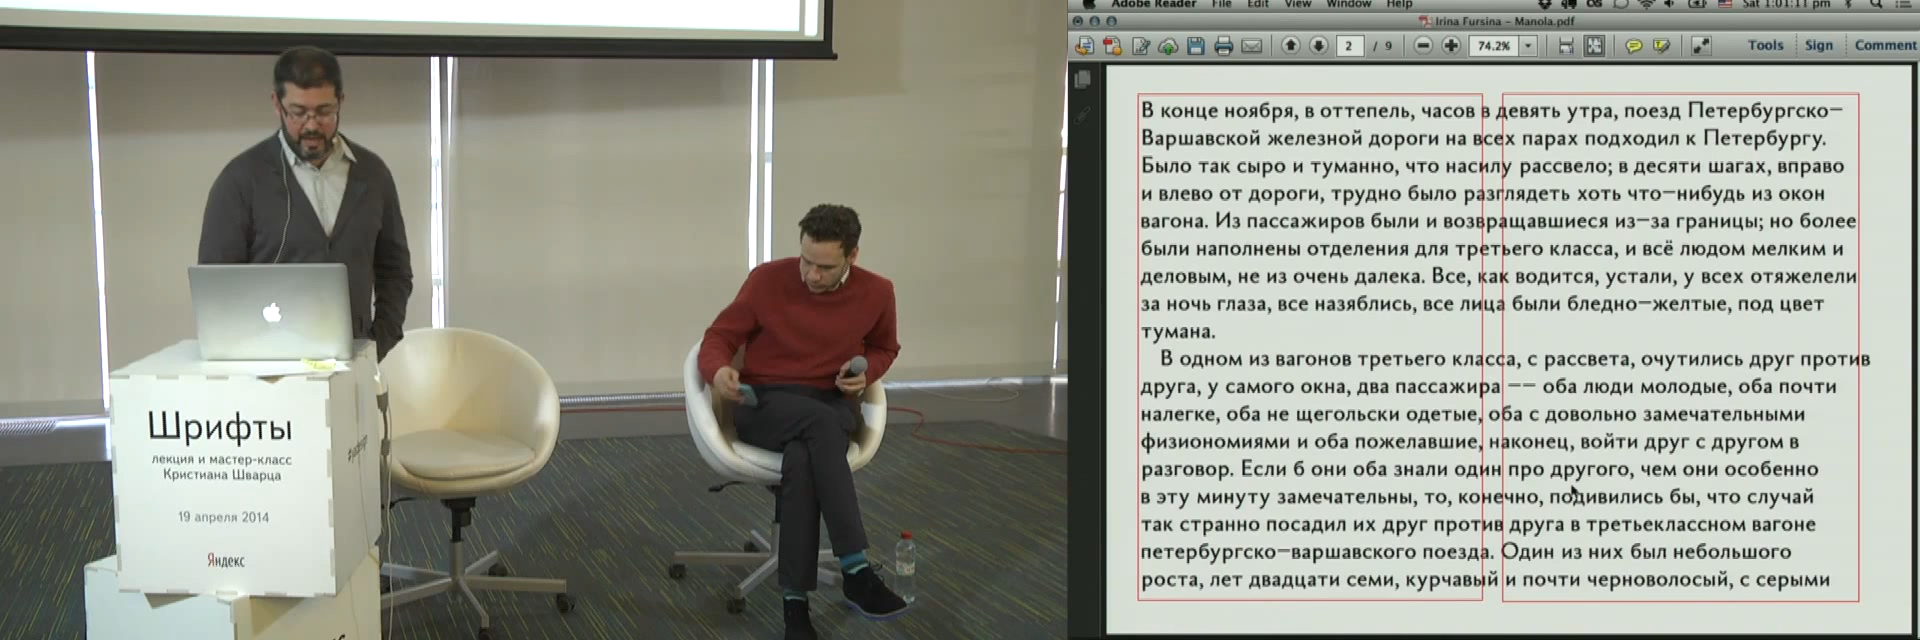 Шрифты
лекция и мастер-класс
Кристиана Шварца
19 апреля 2014
Яндекс
Adobe Reader File Edit View Window Help Sat 1:01:11 pm
Irina Fursina – Manola.pdf
2 / 9 74.2% Tools Sign Comment
В конце ноября, в оттепель, часов в девять утра, поезд Петербургско–
Варшавской железной дороги на всех парах подходил к Петербургу.
Было так сыро и туманно, что насилу рассвело; в десяти шагах, вправо
и влево от дороги, трудно было разглядеть хоть что–нибудь из окон
вагона. Из пассажиров были и возвращавшиеся из–за границы; но более
были наполнены отделения для третьего класса, и всё людом мелким и
деловым, не из очень далека. Все, как водится, устали, у всех отяжелели
за ночь глаза, все назяблись, все лица были бледно–желтые, под цвет
тумана.
В одном из вагонов третьего класса, с рассвета, очутились друг против
друга, у самого окна, два пассажира –– оба люди молодые, оба почти
налегке, оба не щегольски одетые, оба с довольно замечательными
физиономиями и оба пожелавшие, наконец, войти друг с другом в
разговор. Если б они оба знали один про другого, чем они особенно
в эту минуту замечательны, то, конечно, подивились бы, что случай
так странно посадил их друг против друга в третьеклассном вагоне
петербургско–варшавского поезда. Один из них был небольшого
роста, лет двадцати семи, курчавый и почти черноволосый, с серыми